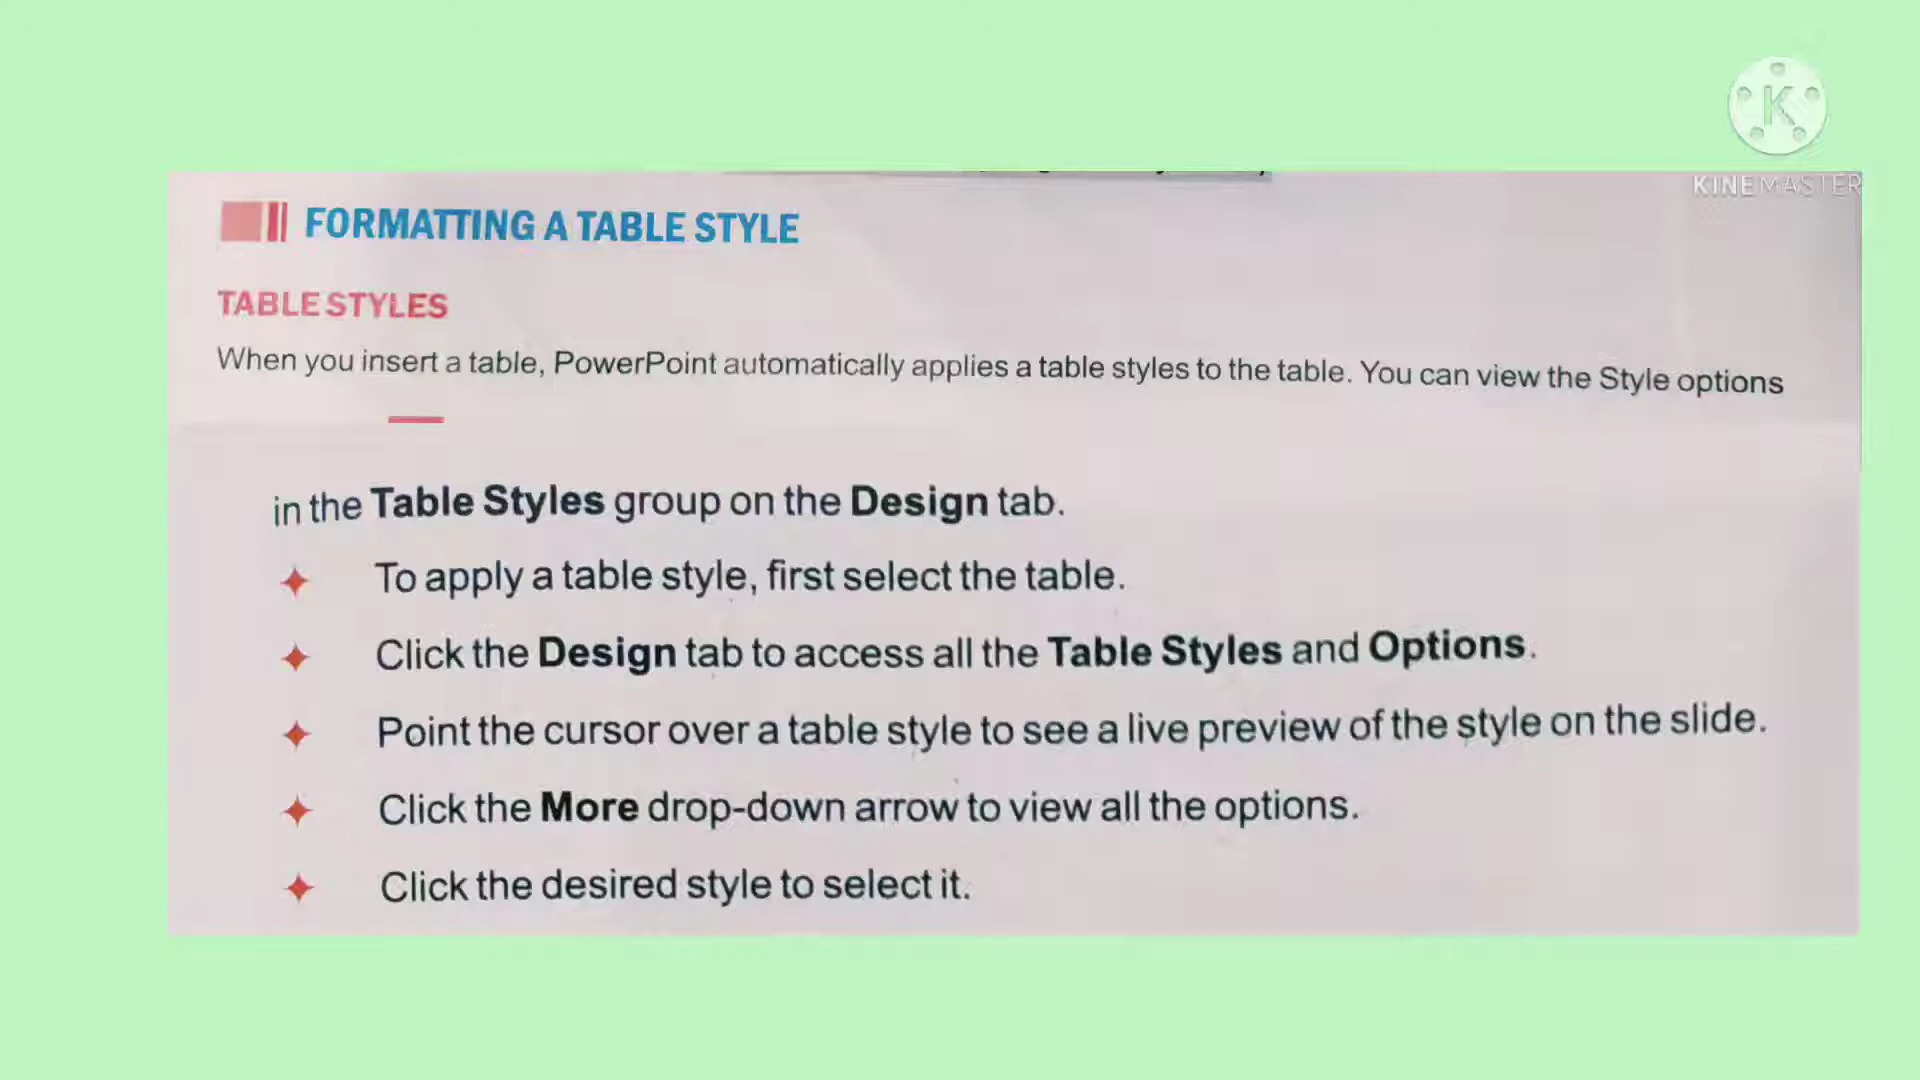 K
KINEMASTER
FORMATTING A TABLE STYLE
TABLE STYLES
When you insert a table, PowerPoint automatically applies a table styles to the table. You can view the Style options
in the Table Styles group on the Design tab.
To apply a table style, first select the table.
Click the Design tab to access all the Table Styles and Options.
Point the cursor over a table style to see a live preview of the style on the slide.
Click the More drop-down arrow to view all the options.
Click the desired style to select it.